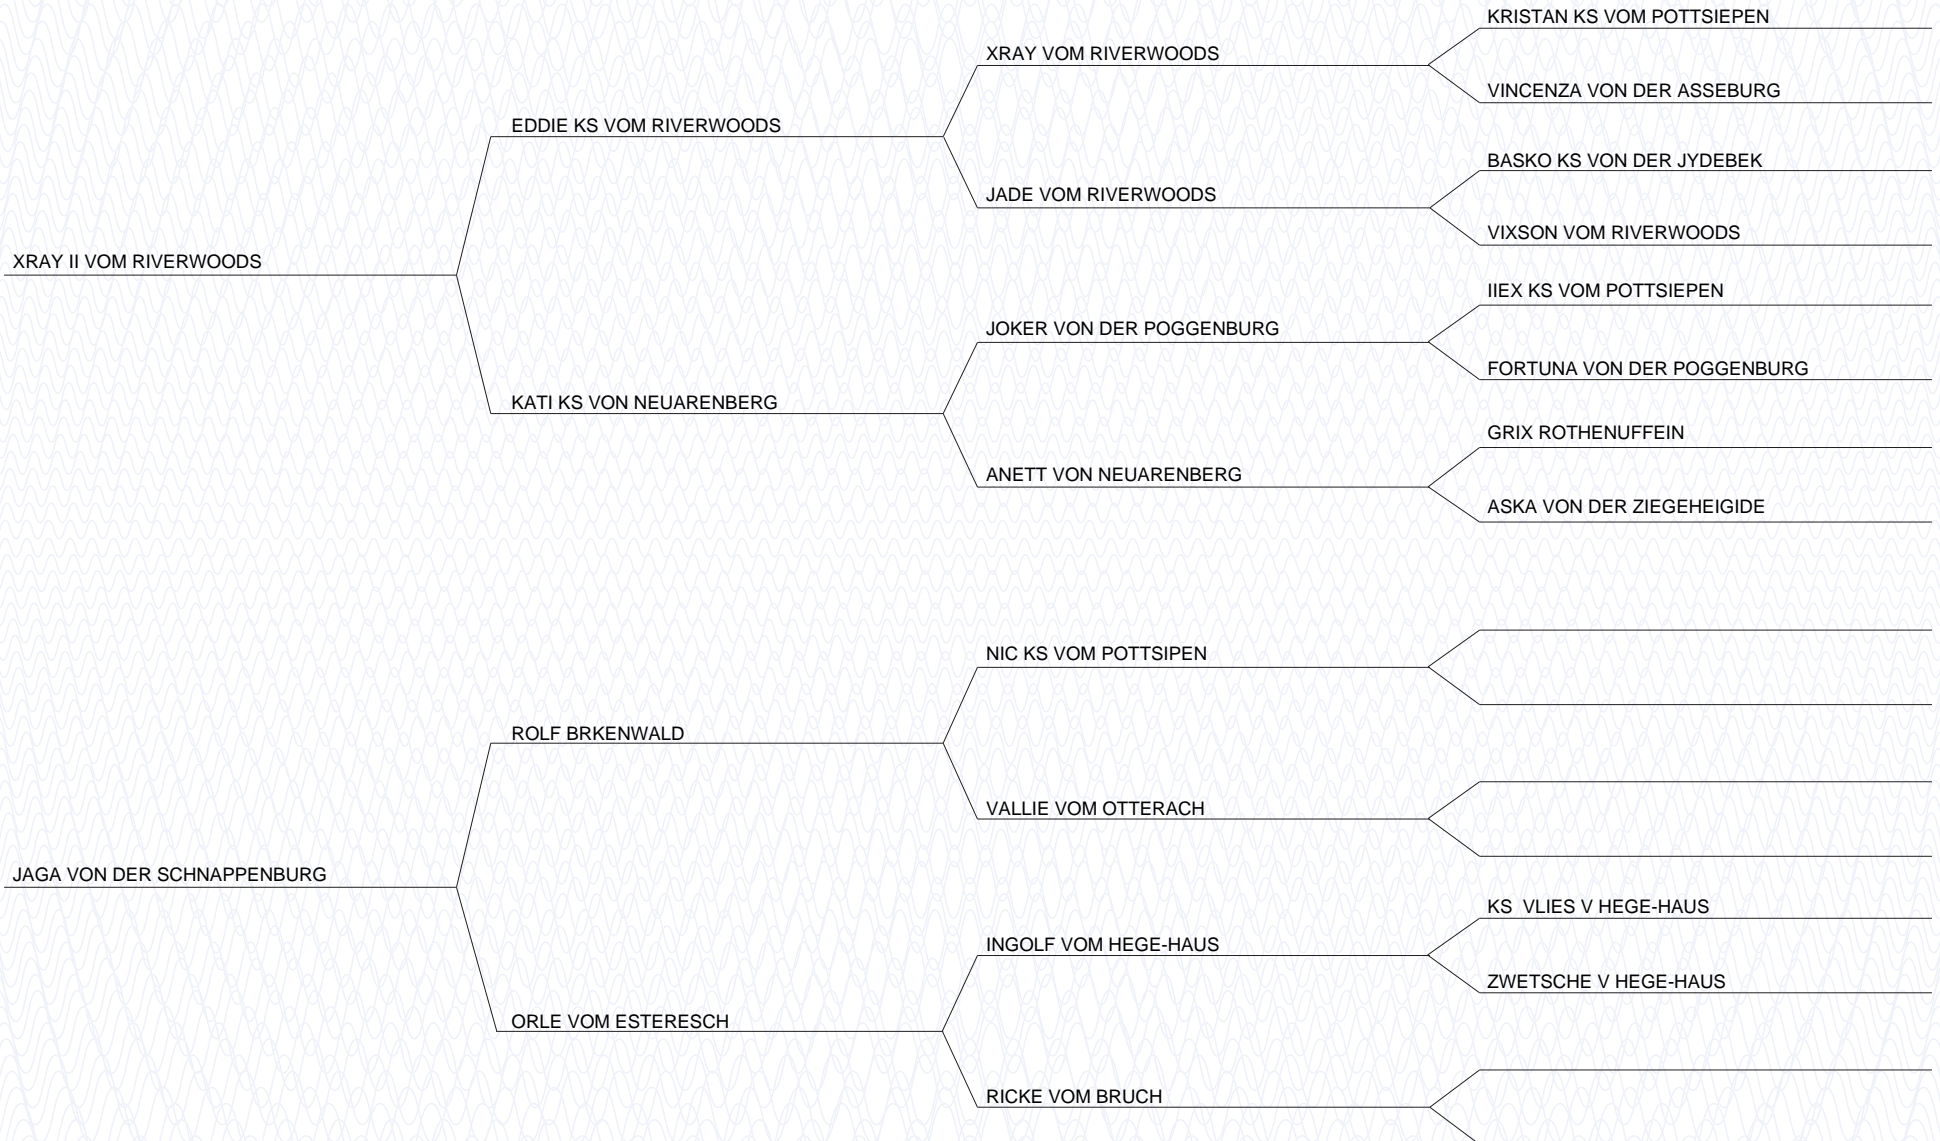 KRISTAN KS VOM POTTSIEPEN
XRAY VOM RIVERWOODS
VINCENZA VON DER ASSEBURG
EDDIE KS VOM RIVERWOODS
BASKO KS VON DER JYDEBEK
JADE VOM RIVERWOODS
VIXSON VOM RIVERWOODS
XRAY II VOM RIVERWOODS
IIEX KS VOM POTTSIEPEN
JOKER VON DER POGGENBURG
FORTUNA VON DER POGGENBURG
KATI KS VON NEUARENBERG
GRIX ROTHENUFFEIN
ANETT VON NEUARENBERG
ASKA VON DER ZIEGEHEIGIDE
NIC KS VOM POTTSIPEN
ROLF BRKENWALD
VALLIE VOM OTTERACH
JAGA VON DER SCHNAPPENBURG
KS  VLIES V HEGE-HAUS
INGOLF VOM HEGE-HAUS
ZWETSCHE V HEGE-HAUS
ORLE VOM ESTERESCH
RICKE VOM BRUCH